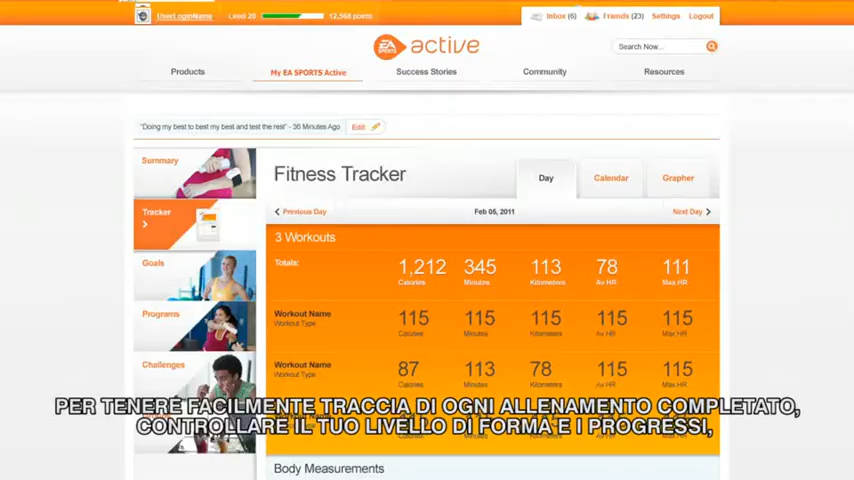 UserLoginName Level 20 12,568 points Inbox (6) Friends (23) Settings Logout
EA SPORTS active
Search Now...
Products My EA SPORTS Active Success Stories Community Resources
"Doing my best to best my best and test the rest" - 36 Minutes Ago Edit
Summary
Tracker
Goals
Programs
Challenges
Fitness Tracker
Day Calendar Grapher
Previous Day Feb 05, 2011 Next Day
3 Workouts
Totals: 1,212 345 113 78 111
Calories Minutes Kilometers Av HR Max.HR
Workout Name 115 115 115 115 115
Workout Type Calories Minutes Kilometers Av HR Max.HR
Workout Name 87 113 78 115 115
Workout Type Calories Minutes Kilometers Av HR Max.HR
PER TENERE FACILMENTE TRACCIA DI OGNI ALLENAMENTO COMPLETATO,
CONTROLLARE IL TUO LIVELLO DI FORMA E I PROGRESSI,
Body Measurements